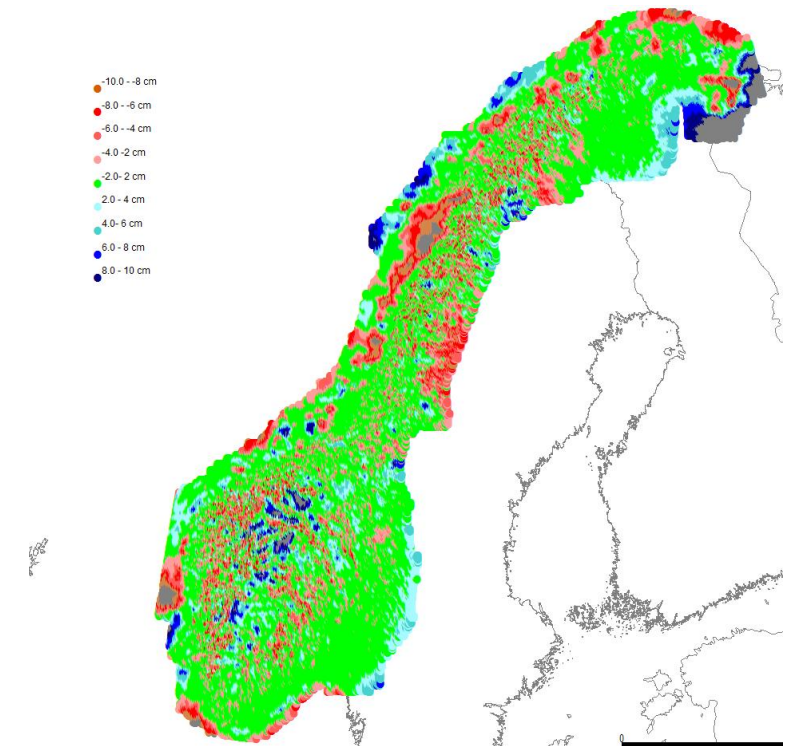 -10.0 - -8 cm
-8.0 - -6 cm
-6.0 - -4 cm
-4.0 -2 cm
-2.0- 2 cm
2.0 - 4 cm
4.0- 6 cm
6.0 - 8 cm
8.0 - 10 cm
0